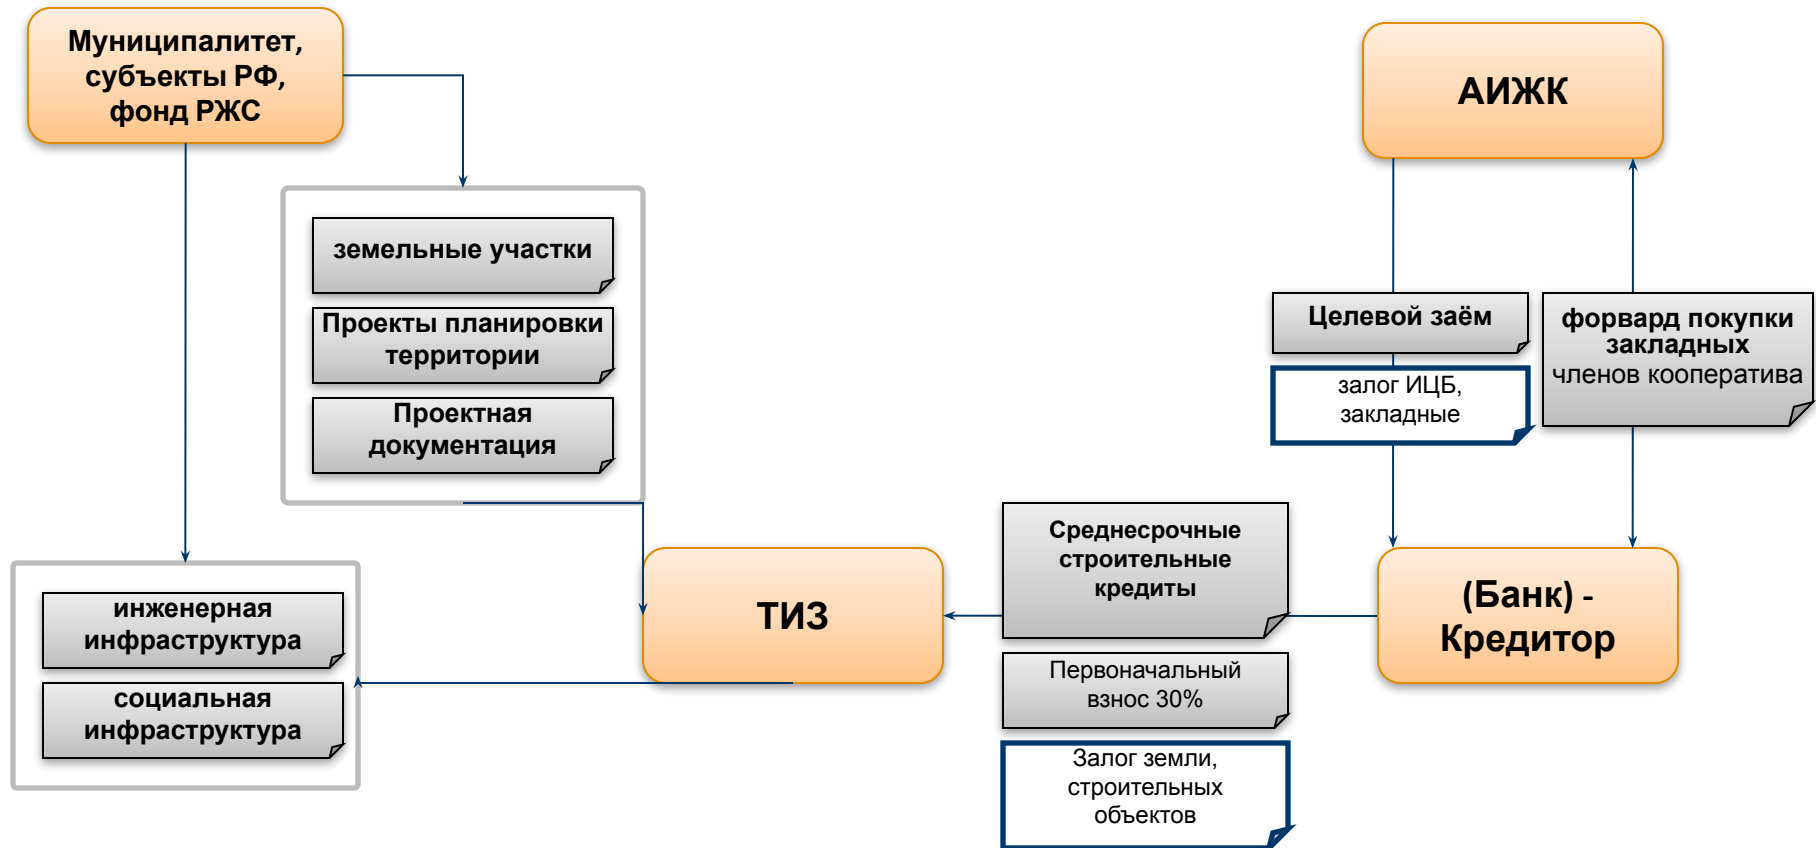 Муниципалитет,
субъекты РФ,
фонд РЖС
АИЖК
земельные участки
Проекты планировки
территории
Проектная
документация
Целевой заём
залог ИЦБ,
закладные
форвард покупки
закладных
членов кооператива
инженерная
инфраструктура
социальная
инфраструктура
ТИЗ
Среднесрочные
строительные
кредиты
Первоначальный
взнос 30%
Залог земли,
строительных
объектов
(Банк) -
Кредитор